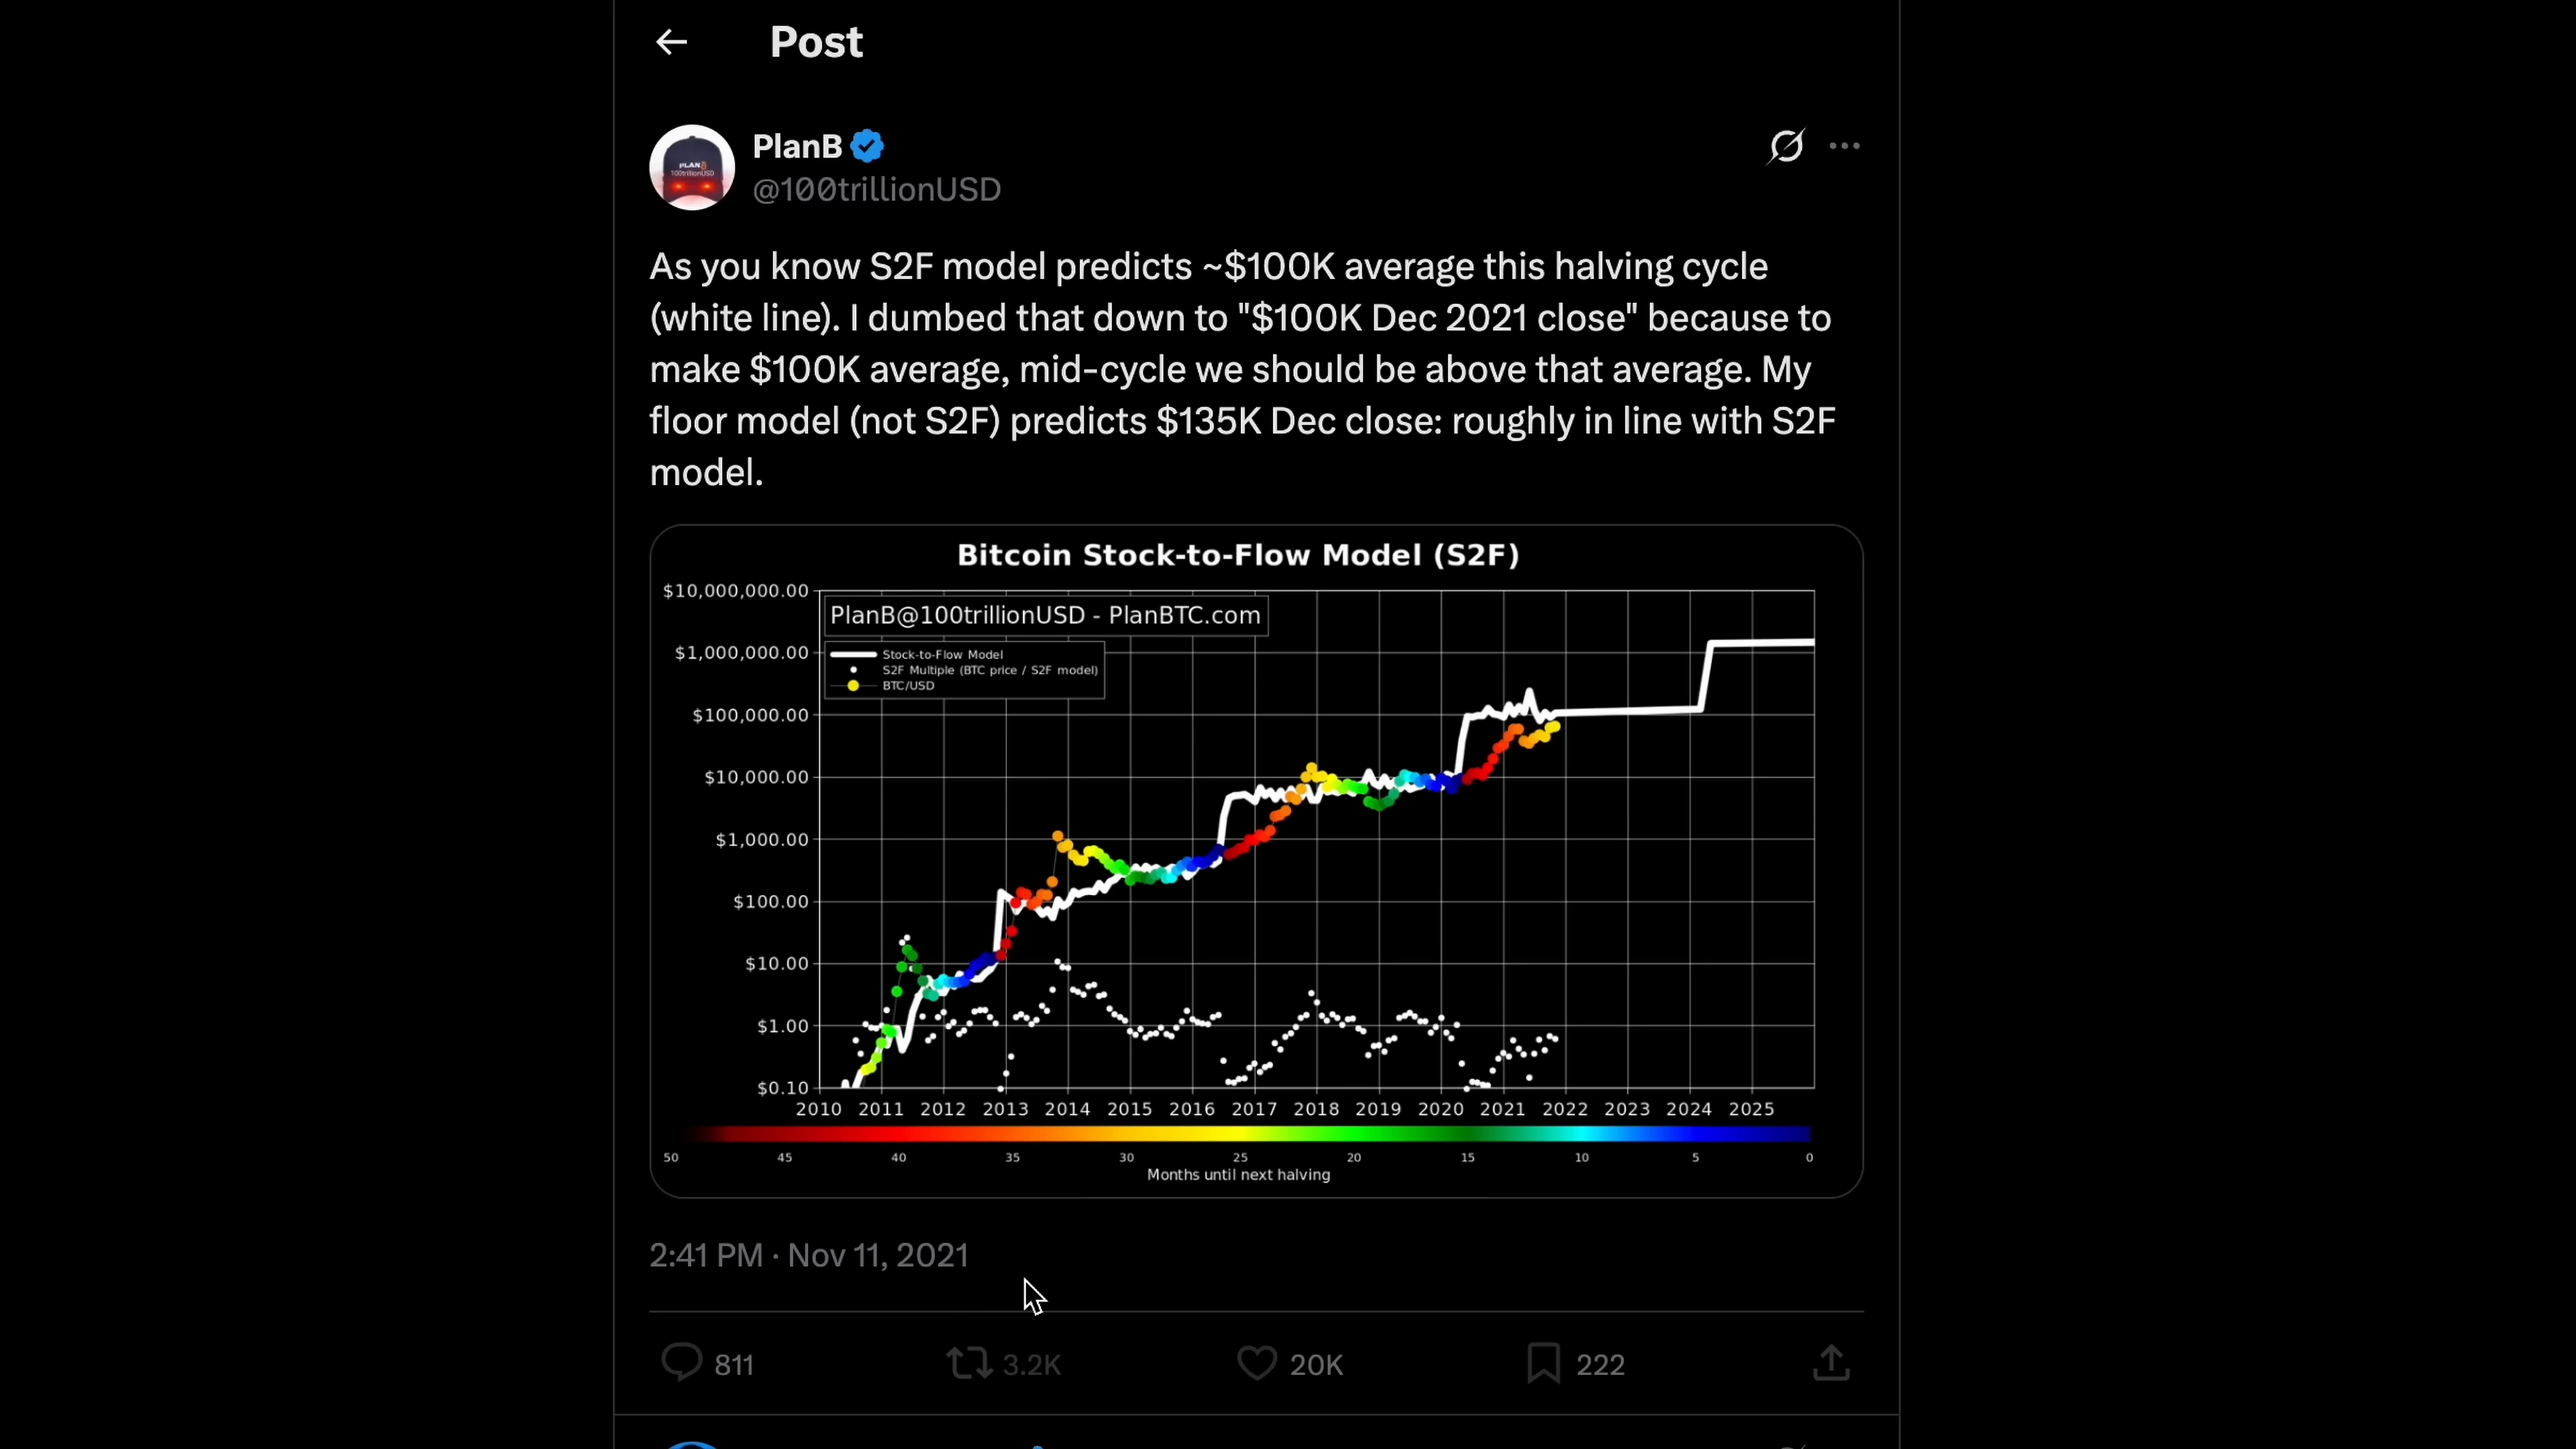 Post
PlanB
@100trillionUSD
As you know S2F model predicts ~$100K average this halving cycle
(white line). I dumbed that down to "$100K Dec 2021 close" because to
make $100K average, mid-cycle we should be above that average. My
floor model (not S2F) predicts $135K Dec close: roughly in line with S2F
model.
Bitcoin Stock-to-Flow Model (S2F)
PlanB@100trillionUSD - PlanBTC.com
Stock-to-Flow Model
S2F Multiple (BTC price / S2F model)
BTC/USD
$10,000,000.00
$1,000,000.00
$100,000.00
$10,000.00
$1,000.00
$100.00
$10.00
$1.00
$0.10
2010 2011 2012 2013 2014 2015 2016 2017 2018 2019 2020 2021 2022 2023 2024 2025
50 45 40 35 30 25 20 15 10 5 0
Months until next halving
2:41 PM · Nov 11, 2021
811 3.2K 20K 222